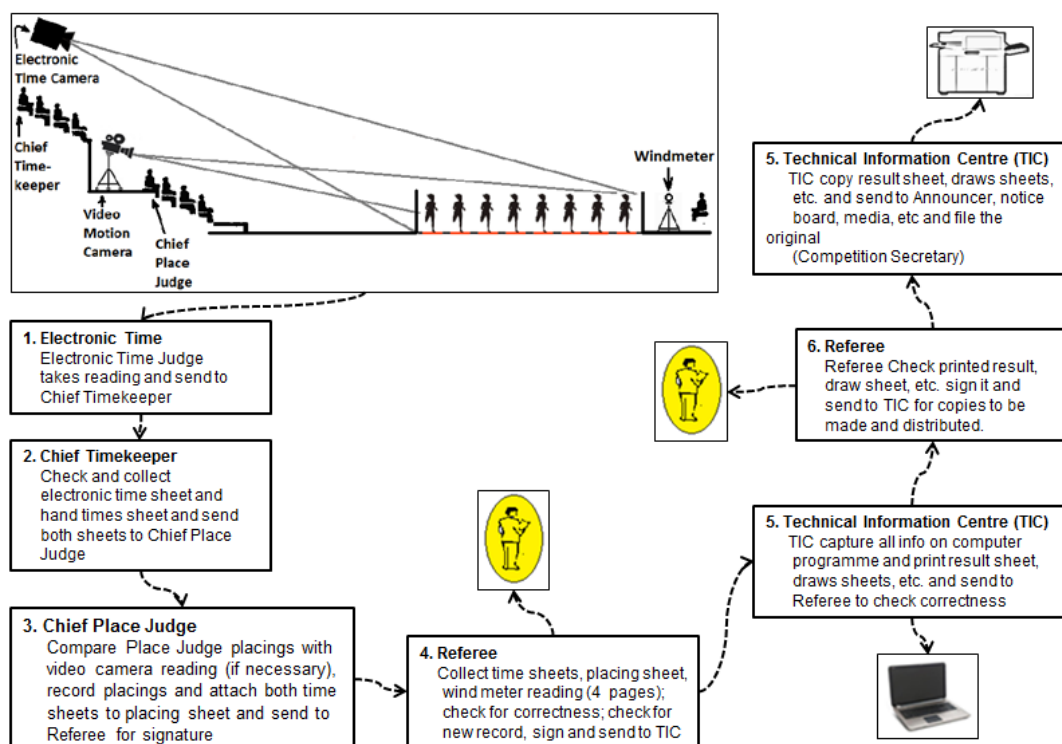 Electronic
Time Camera
Chief
Time-
keeper
Video
Motion
Camera
Chief
Place
Judge
Windmeter
1. Electronic Time
Electronic Time Judge
takes reading and send to
Chief Timekeeper
2. Chief Timekeeper
Check and collect
electronic time sheet and
hand times sheet and send
both sheets to Chief Place
Judge
3. Chief Place Judge
Compare Place Judge placings with
video camera reading (if necessary),
record placings and attach both time
sheets to placing sheet and send to
Referee for signature
4. Referee
Collect time sheets, placing sheet,
wind meter reading (4 pages);
check for correctness; check for
new record, sign and send to TIC
5. Technical Information Centre (TIC)
TIC capture all info on computer
programme and print result sheet,
draws sheets, etc. and send to
Referee to check correctness
6. Referee
Referee Check printed result,
draw sheet, etc. sign it and
send to TIC for copies to be
made and distributed.
5. Technical Information Centre (TIC)
TIC copy result sheet, draws sheets,
etc. and send to Announcer, notice
board, media, etc and file the
original
(Competition Secretary)